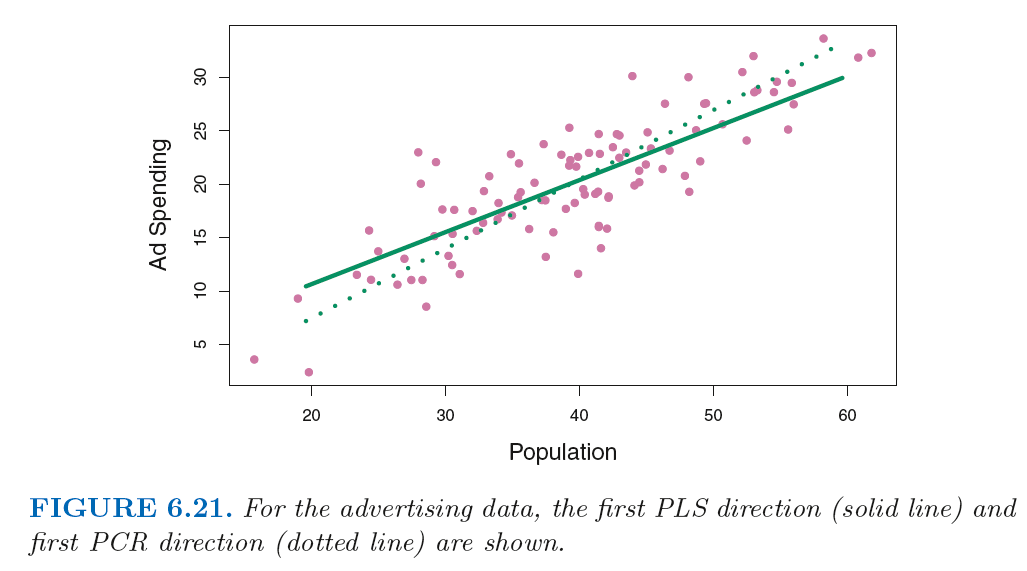 30
25
20
15
10
5
Ad Spending
20 30 40 50 60
Population
FIGURE 6.21. For the advertising data, the first PLS direction (solid line) and
first PCR direction (dotted line) are shown.